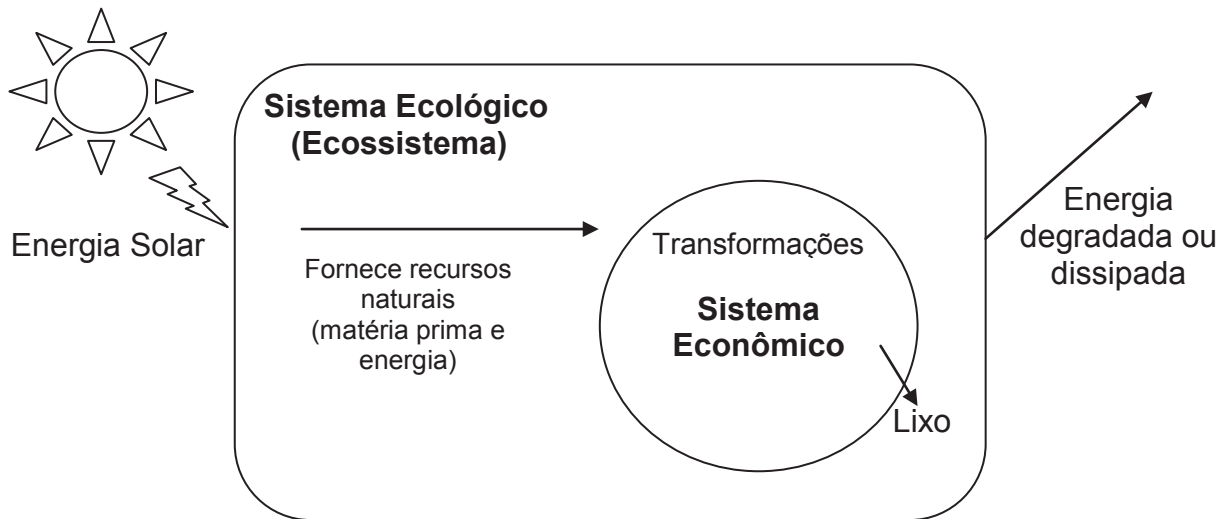 Sistema Ecológico
(Ecossistema)
Energia Solar
Fornece recursos
naturais
(matéria prima e
energia)
Transformações
Sistema
Econômico
Lixo
Energia
degradada ou
dissipada